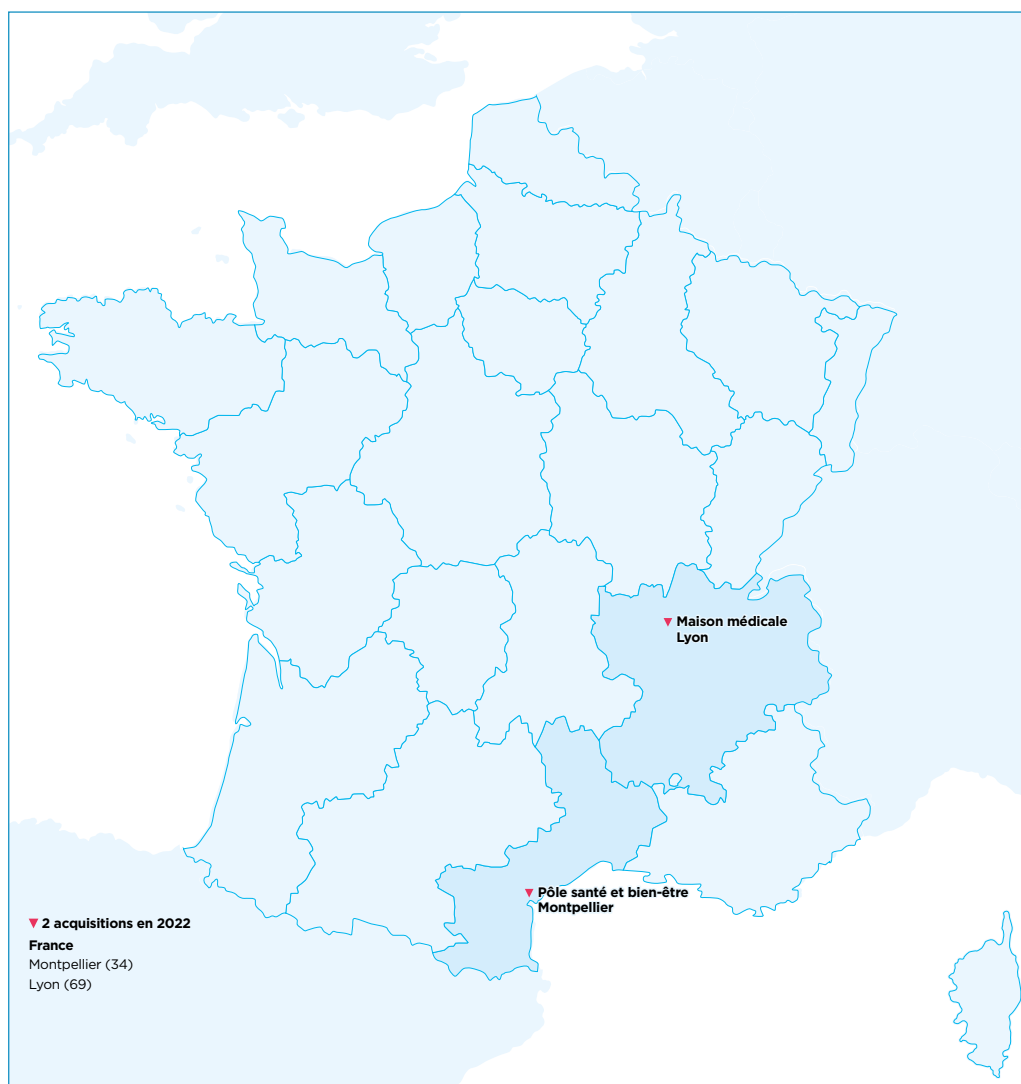 Maison médicale
Lyon
Pôle santé et bien-être
Montpellier
2 acquisitions en 2022
France
Montpellier (34)
Lyon (69)